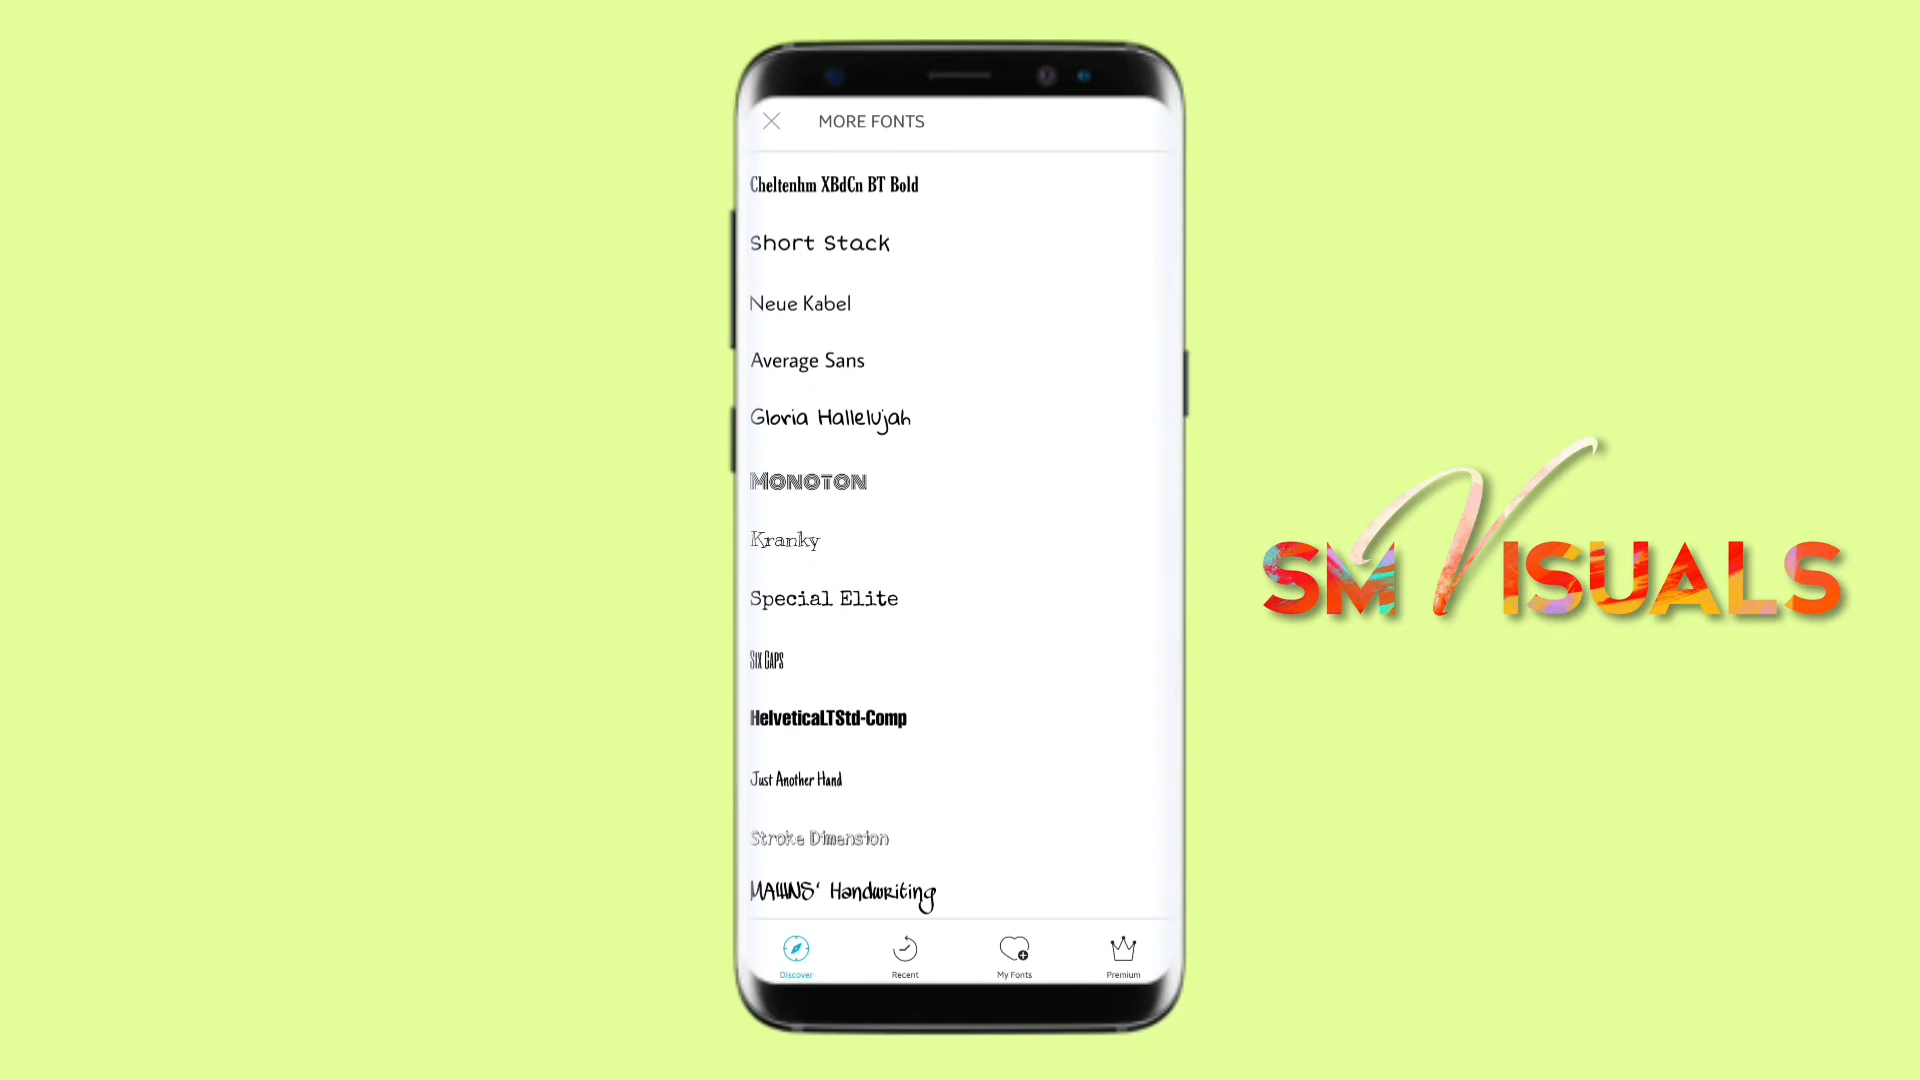 MORE FONTS
Cheltenhm XBdCn BT Bold
Short Stack
Neue Kabel
Average Sans
Gloria Hallelujah
MONOTON
Kranky
Special Elite
SIX CAPS
HelveticaLTStd-Comp
Just Another Hand
Stroke Dimension
MAWNS' Handwriting
Discover
Recent
My Fonts
Premium
SM VISUALS